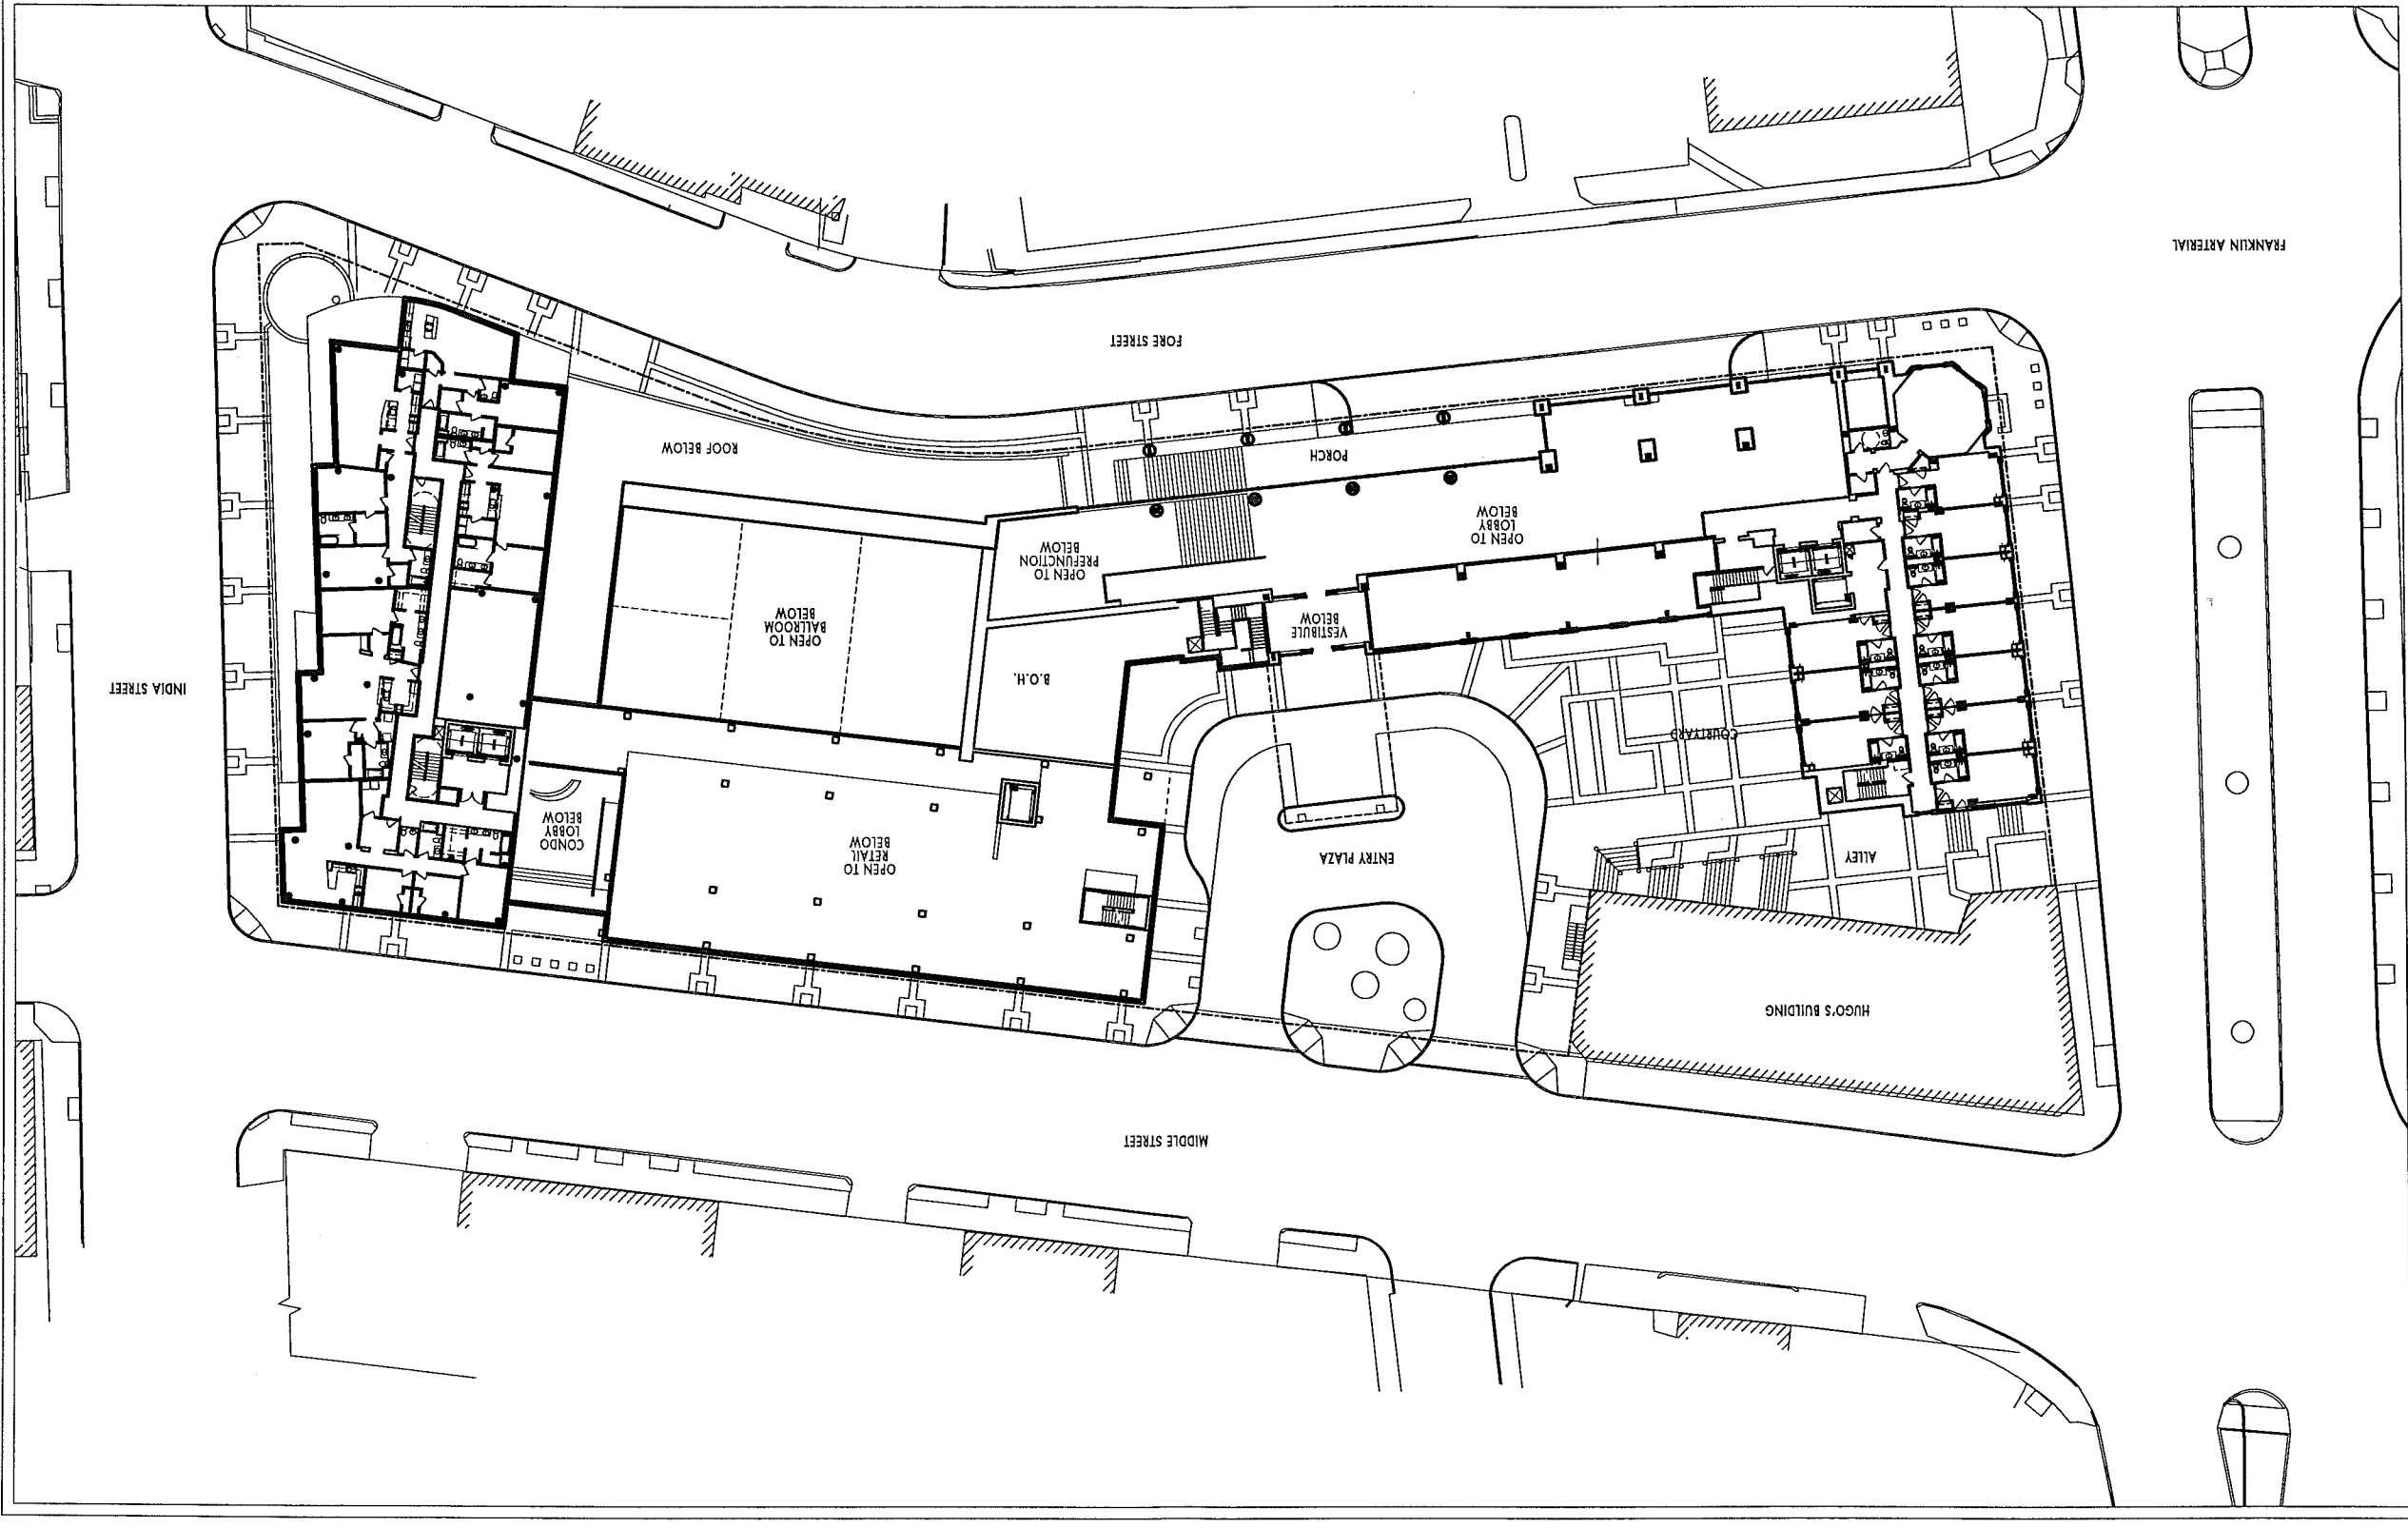 MIDDLE STREET
HUGO'S BUILDING
ENTRY PLAZA
ALLEY
OPEN TO
RETAIL
BELOW
CONDO
LOBBY
BELOW
COURTYARD
B.O.H.
INDIA STREET
VESTIBULE
BELOW
OPEN TO
BALLROOM
BELOW
OPEN TO
PREFUNCTION
BELOW
OPEN TO
LOBBY
BELOW
PORCH
ROOF BELOW
FORE STREET
FRANKLIN ARTERIAL